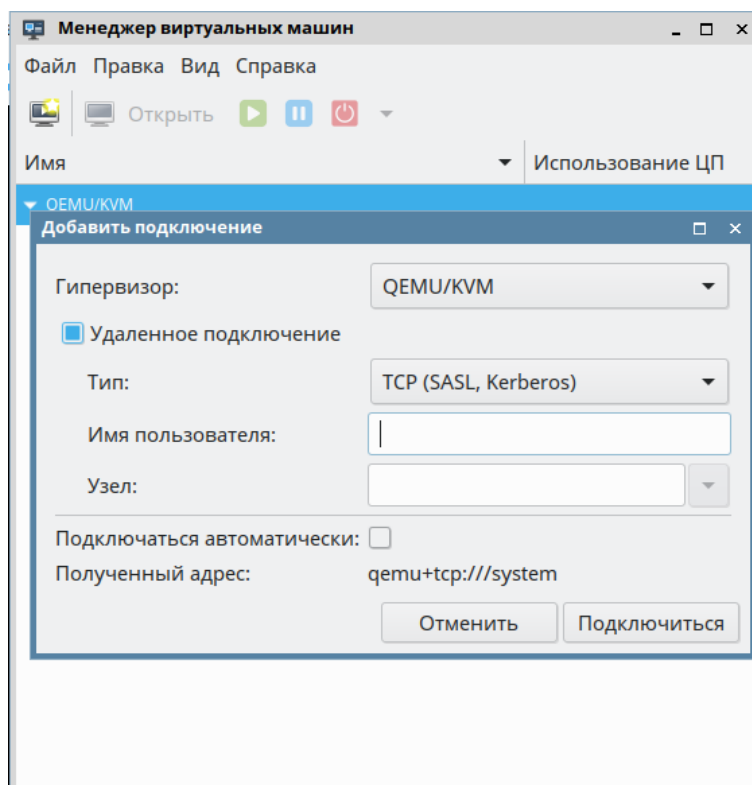 Менеджер виртуальных машин
Файл Правка Вид Справка
Открыть
Имя Использование ЦП
QEMU/KVM
Добавить подключение
Гипервизор: QEMU/KVM
Удаленное подключение
Тип: TCP (SASL, Kerberos)
Имя пользователя:
Узел:
Подключаться автоматически:
Полученный адрес: qemu+tcp:///system
Отменить Подключиться